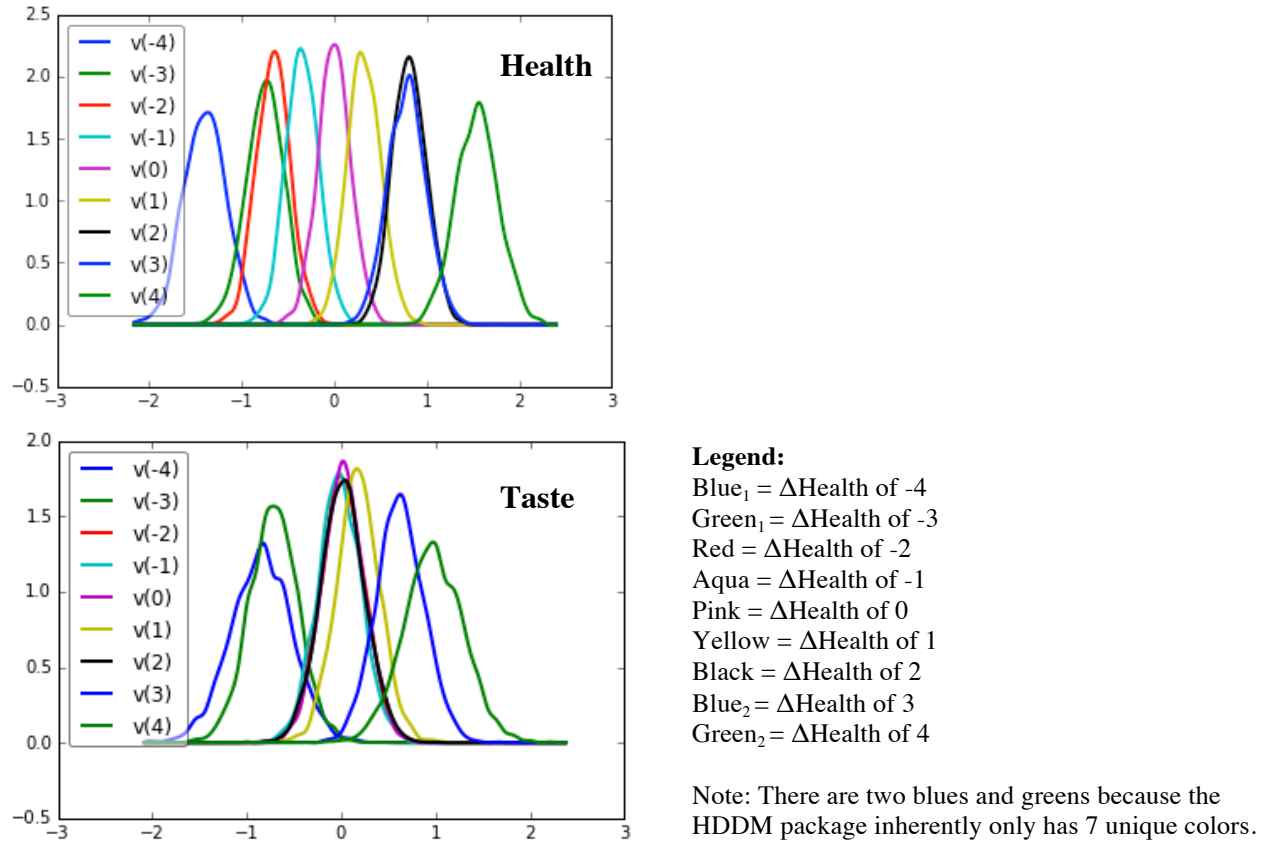 2.5
2.0
1.5
1.0
0.5
0.0
−0.5
v(-4)
v(-3)
v(-2)
v(-1)
v(0)
v(1)
v(2)
v(3)
v(4)
Health
−3 −2 −1 0 1 2 3
2.0
1.5
1.0
0.5
0.0
−0.5
v(-4)
v(-3)
v(-2)
v(-1)
v(0)
v(1)
v(2)
v(3)
v(4)
Taste
−3 −2 −1 0 1 2 3
Legend:
Blue₁ = ΔHealth of -4
Green₁ = ΔHealth of -3
Red = ΔHealth of -2
Aqua = ΔHealth of -1
Pink = ΔHealth of 0
Yellow = ΔHealth of 1
Black = ΔHealth of 2
Blue₂ = ΔHealth of 3
Green₂ = ΔHealth of 4
Note: There are two blues and greens because the
HDDM package inherently only has 7 unique colors.